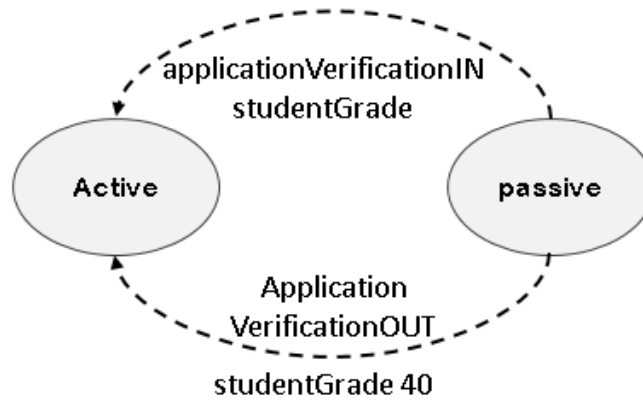 applicationVerificationIN
studentGrade
Active
passive
Application
VerificationOUT
studentGrade 40